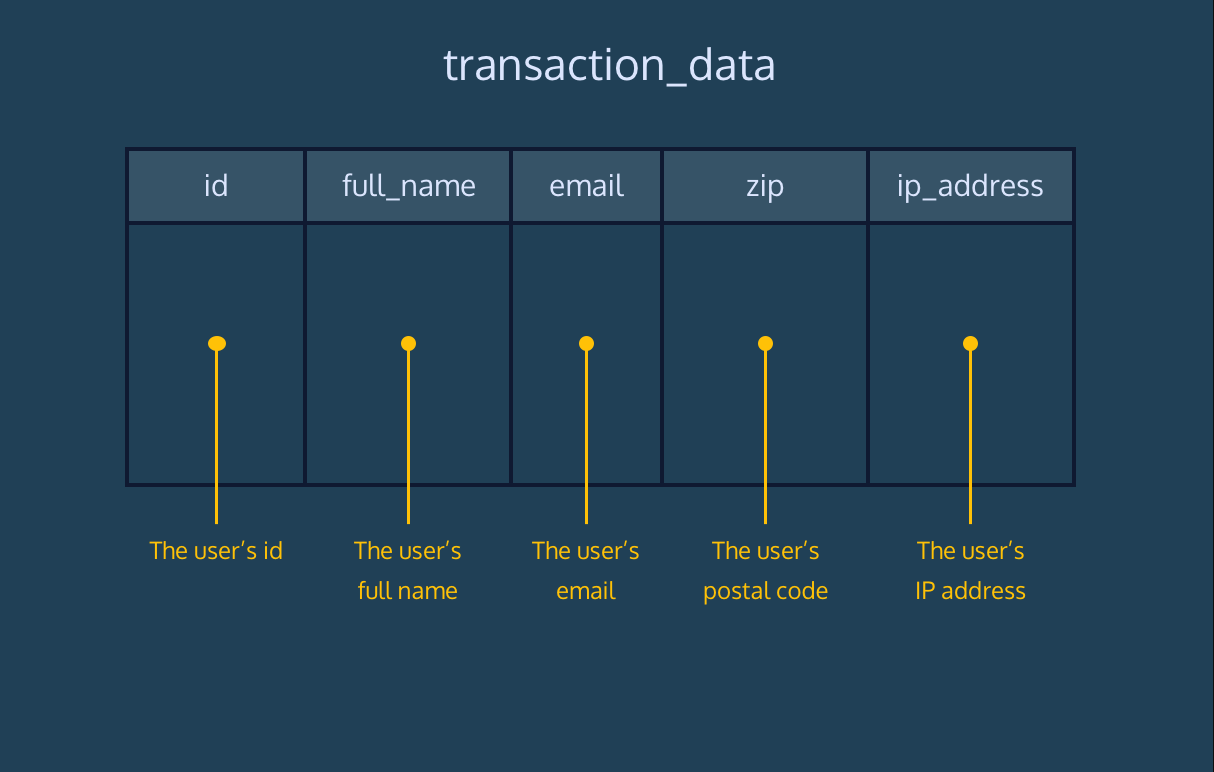 transaction_data
id full_name email zip ip_address
The user’s id
The user’s
full name
The user’s
email
The user’s
postal code
The user’s
IP address